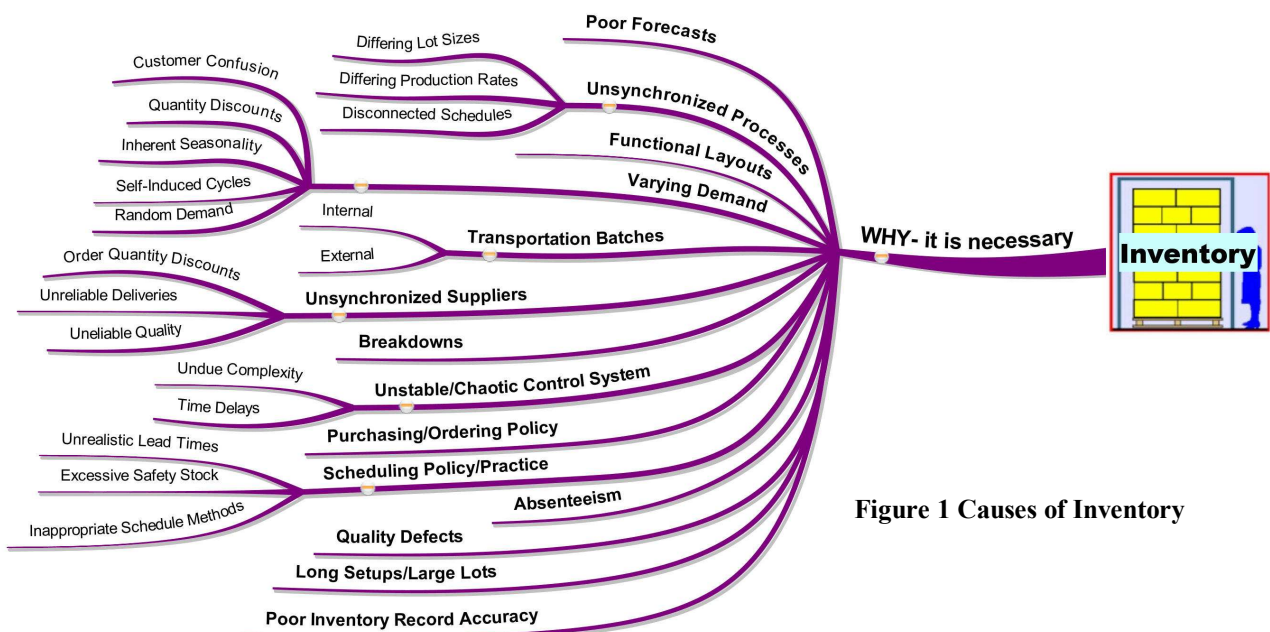 Poor Forecasts
Differing Lot Sizes
Differing Production Rates
Disconnected Schedules
Unsynchronized Processes
Functional Layouts
Customer Confusion
Quantity Discounts
Inherent Seasonality
Self-Induced Cycles
Random Demand
Varying Demand
Internal
External
Transportation Batches
Order Quantity Discounts
Unreliable Deliveries
Uneliable Quality
Unsynchronized Suppliers
Breakdowns
Undue Complexity
Time Delays
Unstable/Chaotic Control System
Purchasing/Ordering Policy
Unrealistic Lead Times
Excessive Safety Stock
Inappropriate Schedule Methods
Scheduling Policy/Practice
Absenteeism
Quality Defects
Long Setups/Large Lots
Poor Inventory Record Accuracy
WHY- it is necessary
Inventory
Figure 1 Causes of Inventory